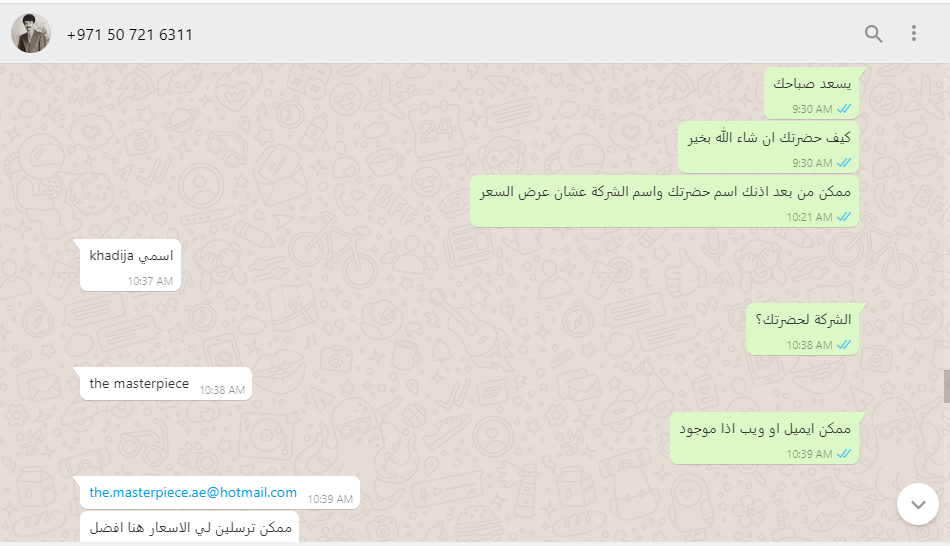 +971 50 721 6311
يسعد صباحك
9:30 AM
كيف حضرتك ان شاء الله بخير
9:30 AM
ممكن من بعد اذنك اسم حضرتك واسم الشركة عشان عرض السعر
10:21 AM
اسمي khadija
10:37 AM
الشركة لحضرتك؟
10:38 AM
the masterpiece 10:38 AM
ممكن ايميل او ويب اذا موجود
10:39 AM
the.masterpiece.ae@hotmail.com 10:39 AM
ممكن ترسلين لي الاسعار هنا افضل